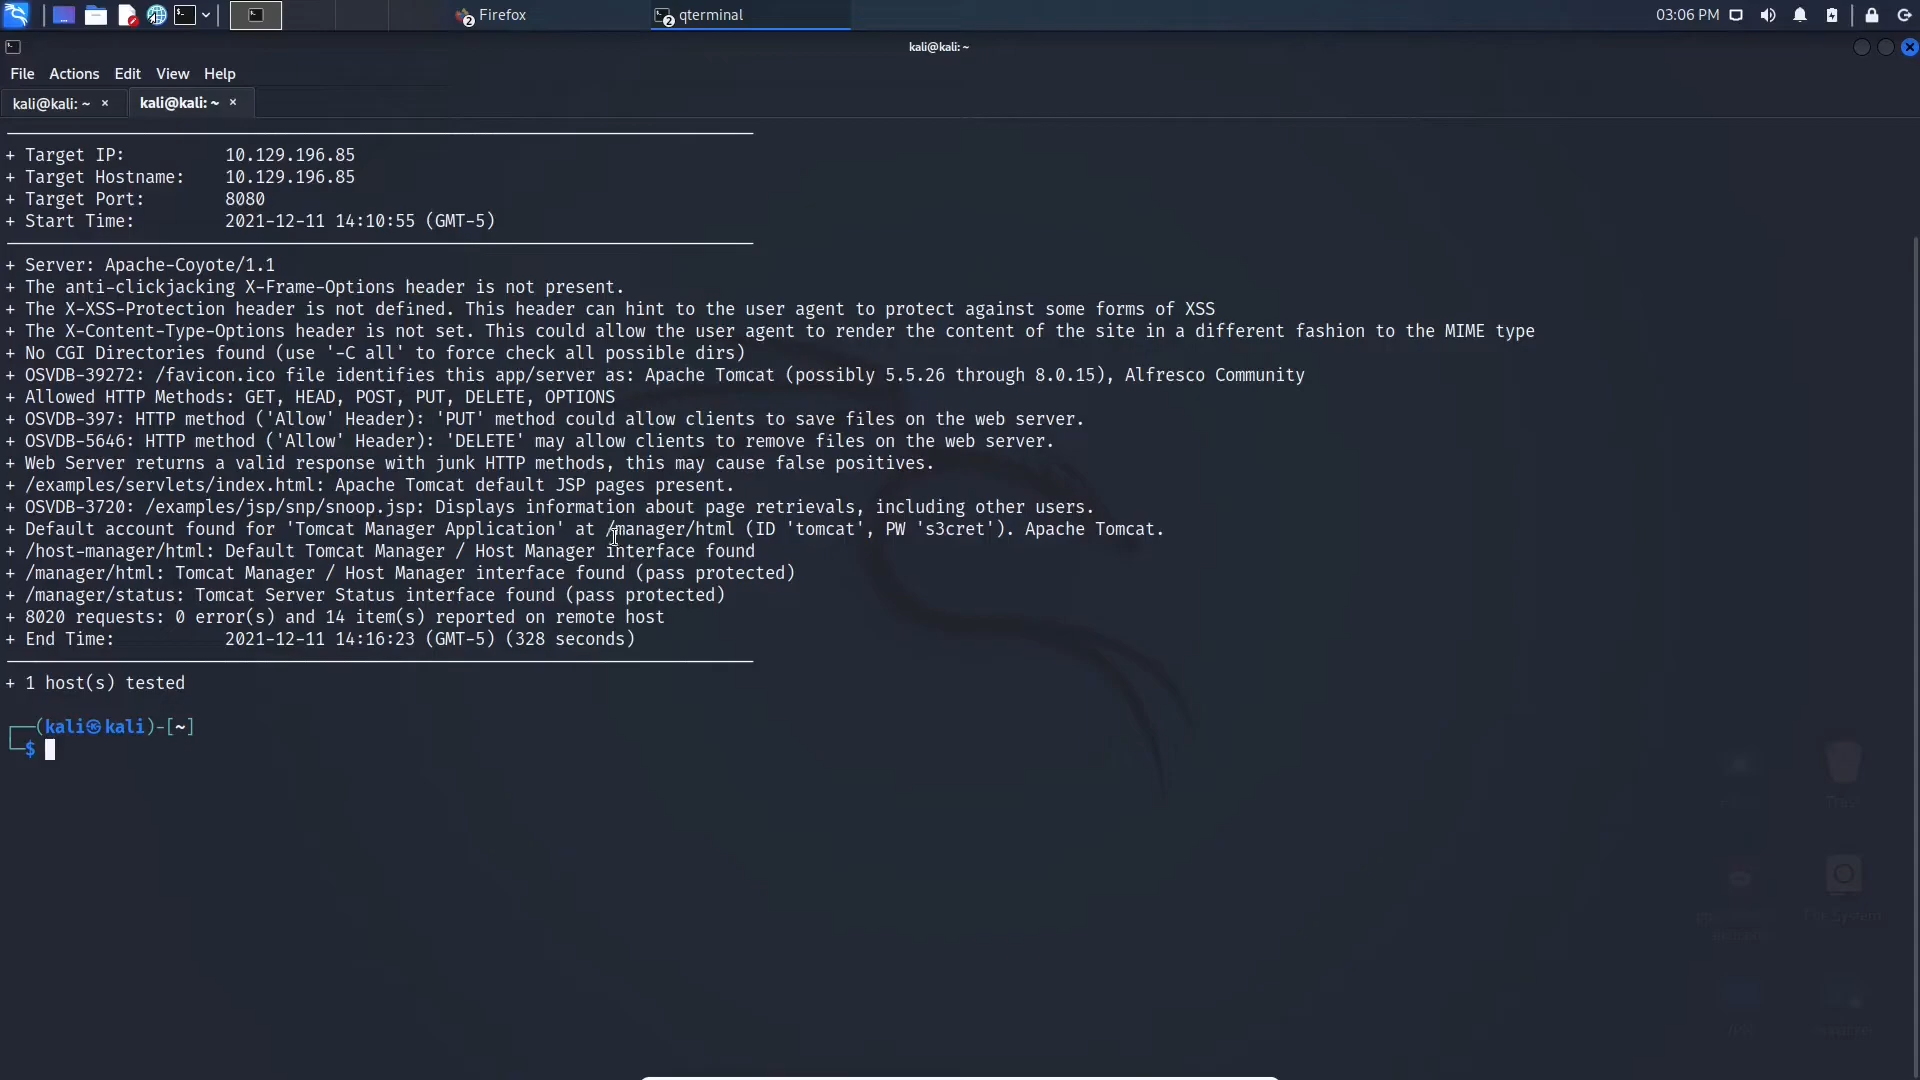 Firefox
2
qterminal
2
03:06 PM
kali@kali: ~
File Actions Edit View Help
kali@kali: ~ ×
kali@kali: ~ ×
+ Target IP: 10.129.196.85
+ Target Hostname: 10.129.196.85
+ Target Port: 8080
+ Start Time: 2021-12-11 14:10:55 (GMT-5)
+ Server: Apache-Coyote/1.1
+ The anti-clickjacking X-Frame-Options header is not present.
+ The X-XSS-Protection header is not defined. This header can hint to the user agent to protect against some forms of XSS
+ The X-Content-Type-Options header is not set. This could allow the user agent to render the content of the site in a different fashion to the MIME type
+ No CGI Directories found (use '-C all' to force check all possible dirs)
+ OSVDB-39272: /favicon.ico file identifies this app/server as: Apache Tomcat (possibly 5.5.26 through 8.0.15), Alfresco Community
+ Allowed HTTP Methods: GET, HEAD, POST, PUT, DELETE, OPTIONS
+ OSVDB-397: HTTP method ('Allow' Header): 'PUT' method could allow clients to save files on the web server.
+ OSVDB-5646: HTTP method ('Allow' Header): 'DELETE' may allow clients to remove files on the web server.
+ Web Server returns a valid response with junk HTTP methods, this may cause false positives.
+ /examples/servlets/index.html: Apache Tomcat default JSP pages present.
+ OSVDB-3720: /examples/jsp/snp/snoop.jsp: Displays information about page retrievals, including other users.
+ Default account found for 'Tomcat Manager Application' at /manager/html (ID 'tomcat', PW 's3cret'). Apache Tomcat.
+ /host-manager/html: Default Tomcat Manager / Host Manager interface found
+ /manager/html: Tomcat Manager / Host Manager interface found (pass protected)
+ /manager/status: Tomcat Server Status interface found (pass protected)
+ 8020 requests: 0 error(s) and 14 item(s) reported on remote host
+ End Time: 2021-12-11 14:16:23 (GMT-5) (328 seconds)
+ 1 host(s) tested
(kali㉿kali)-[~]
$
Trash
File System